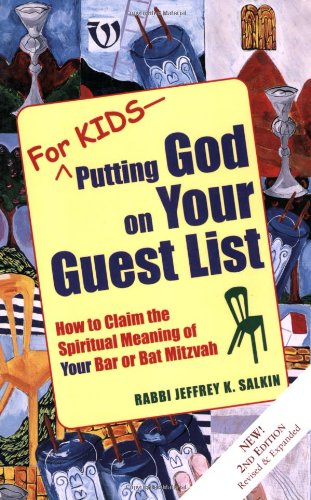 For KIDS—
Putting God
on Your
Guest List
How to Claim the
Spiritual Meaning of
Your Bar or Bat Mitzvah
RABBI JEFFREY K. SALKIN
NEW!
2ND EDITION
Revised & Expanded